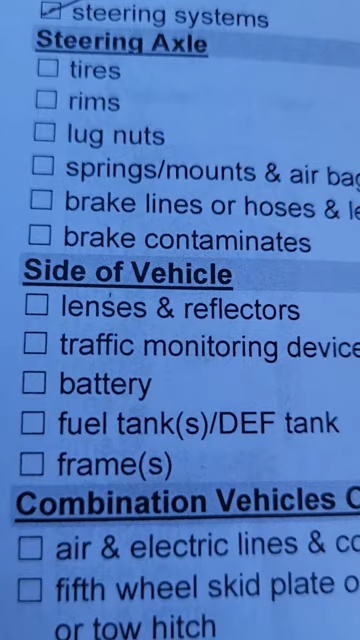 steering systems
Steering Axle
tires
rims
lug nuts
springs/mounts & air
brake lines or hoses &
brake contaminates
Side of Vehicle
lenses & reflectors
traffic monitoring device
battery
fuel tank(s)/DEF tank
frame(s)
Combination Vehicles
air & electric lines &
fifth wheel skid plate
or tow hitch